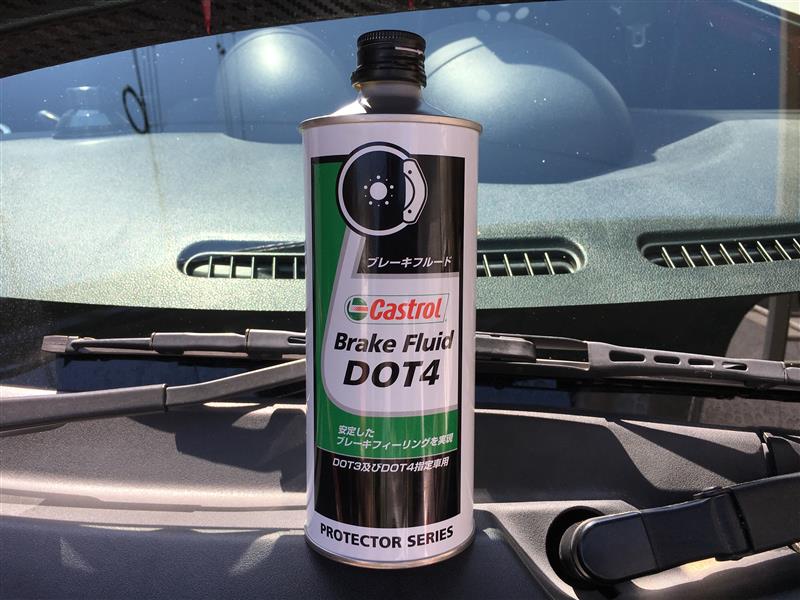 ブレーキフルード
Castrol
Brake Fluid
DOT4
安定した
ブレーキフィーリングを実現
DOT3及びDOT4指定車用
PROTECTOR SERIES